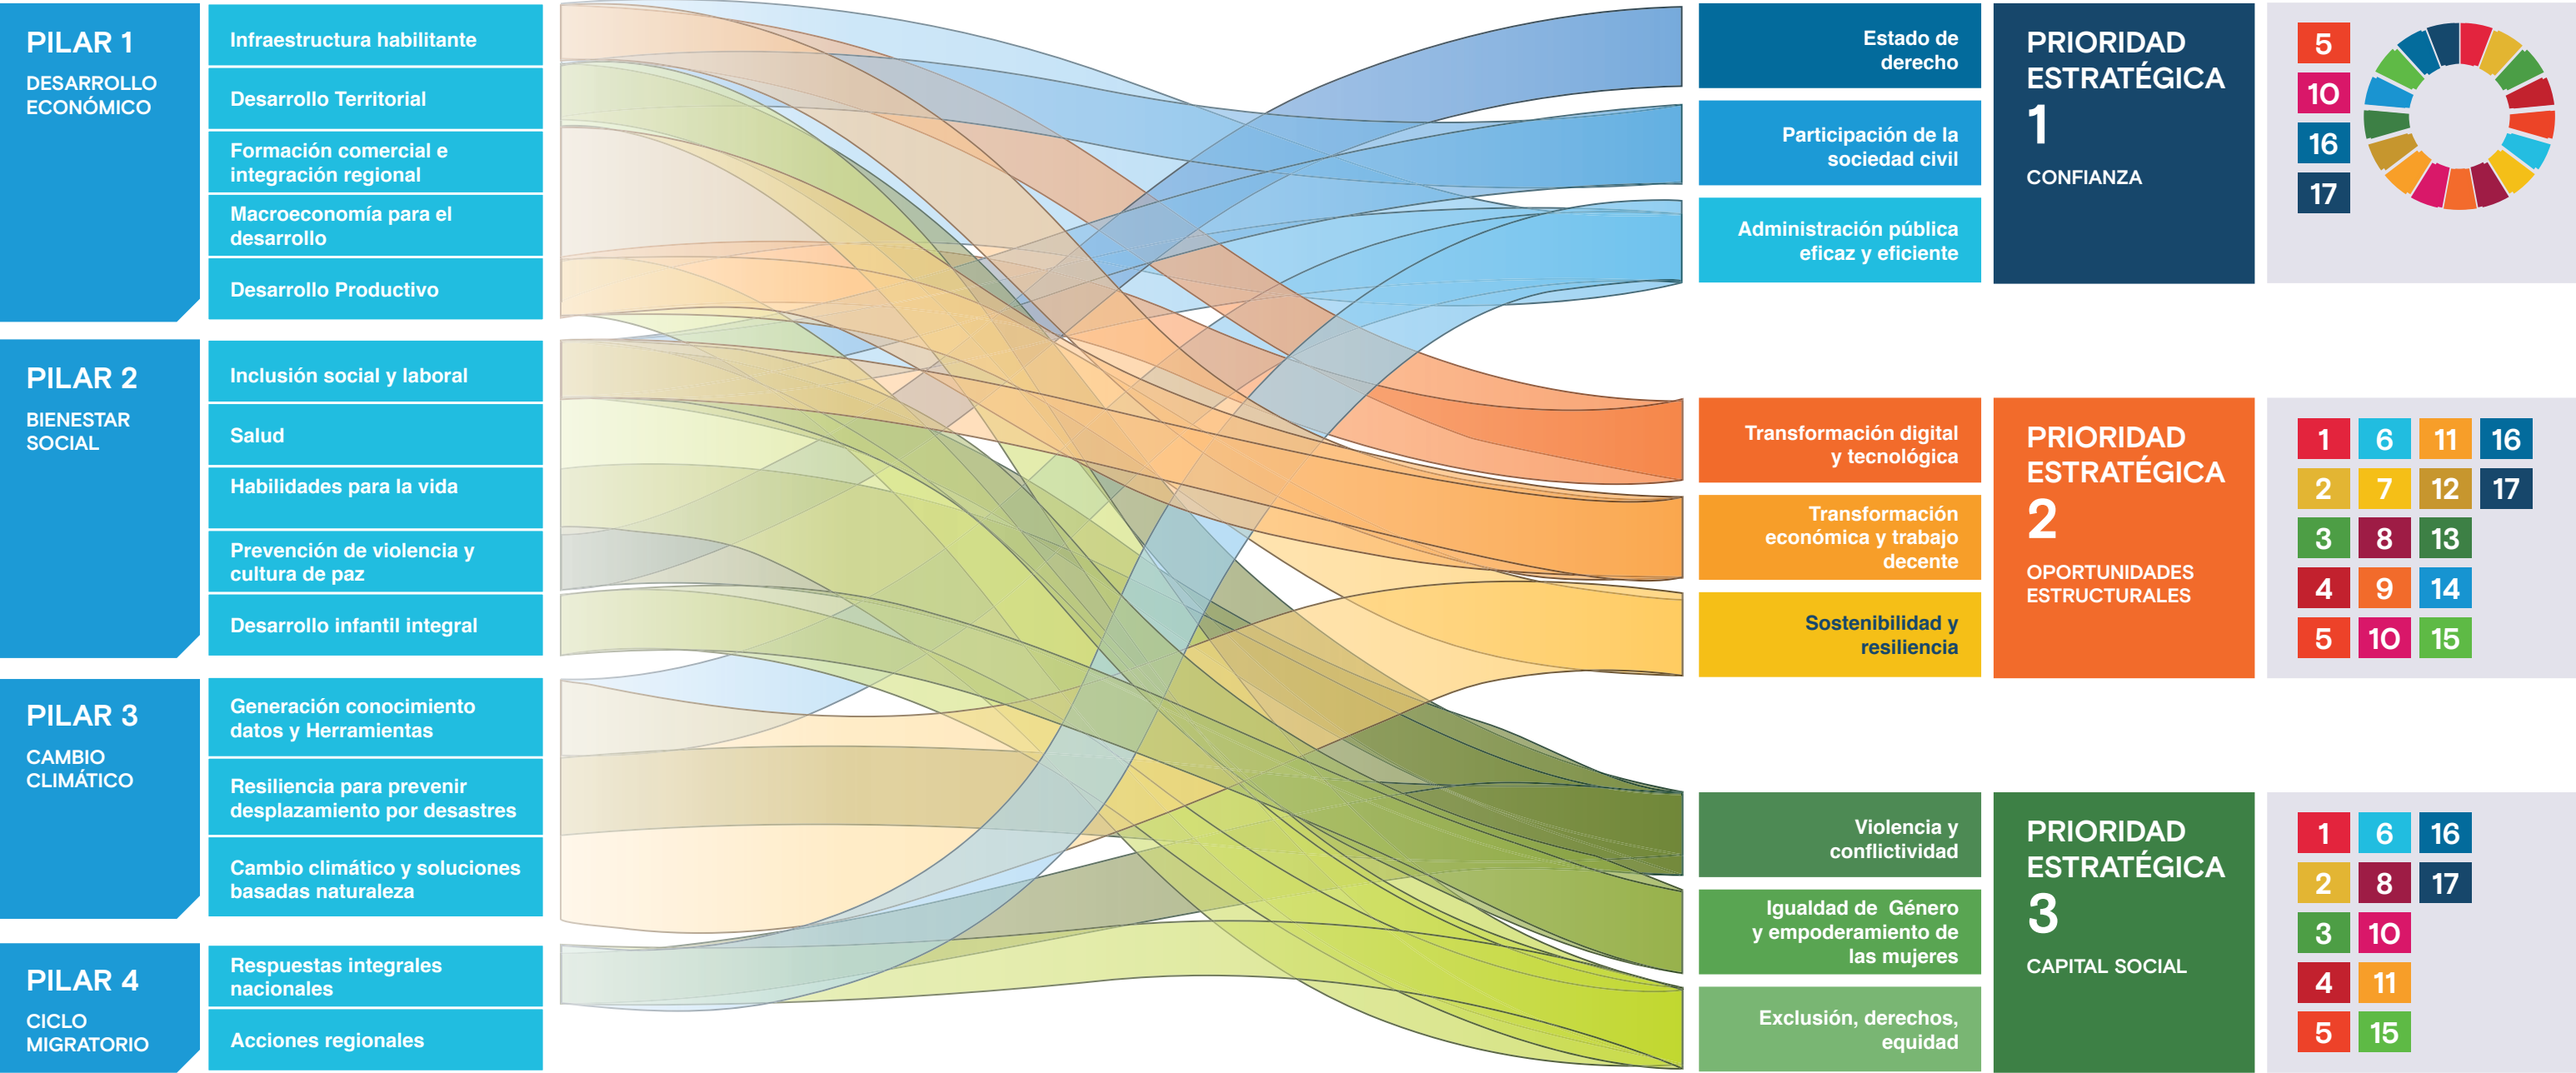 PILAR 1
DESARROLLO
ECONÓMICO
Infraestructura habilitante
Desarrollo Territorial
Formación comercial e
integración regional
Macroeconomía para el
desarrollo
Desarrollo Productivo
PILAR 2
BIENESTAR
SOCIAL
Inclusión social y laboral
Salud
Habilidades para la vida
Prevención de violencia y
cultura de paz
Desarrollo infantil integral
PILAR 3
CAMBIO
CLIMÁTICO
Generación conocimiento
datos y Herramientas
Resiliencia para prevenir
desplazamiento por desastres
Cambio climático y soluciones
basadas naturaleza
PILAR 4
CICLO
MIGRATORIO
Respuestas integrales
nacionales
Acciones regionales
Estado de
derecho
Participación de la
sociedad civil
Administración pública
eficaz y eficiente
PRIORIDAD
ESTRATÉGICA
1
CONFIANZA
5
10
16
17
Transformación digital
y tecnológica
Transformación
económica y trabajo
decente
Sostenibilidad y
resiliencia
PRIORIDAD
ESTRATÉGICA
2
OPORTUNIDADES
ESTRUCTURALES
1 6 11 16
2 7 12 17
3 8 13
4 9 14
5 10 15
Violencia y
conflictividad
Igualdad de Género
y empoderamiento de
las mujeres
Exclusión, derechos,
equidad
PRIORIDAD
ESTRATÉGICA
3
CAPITAL SOCIAL
1 6 16
2 8 17
3 10
4 11
5 15